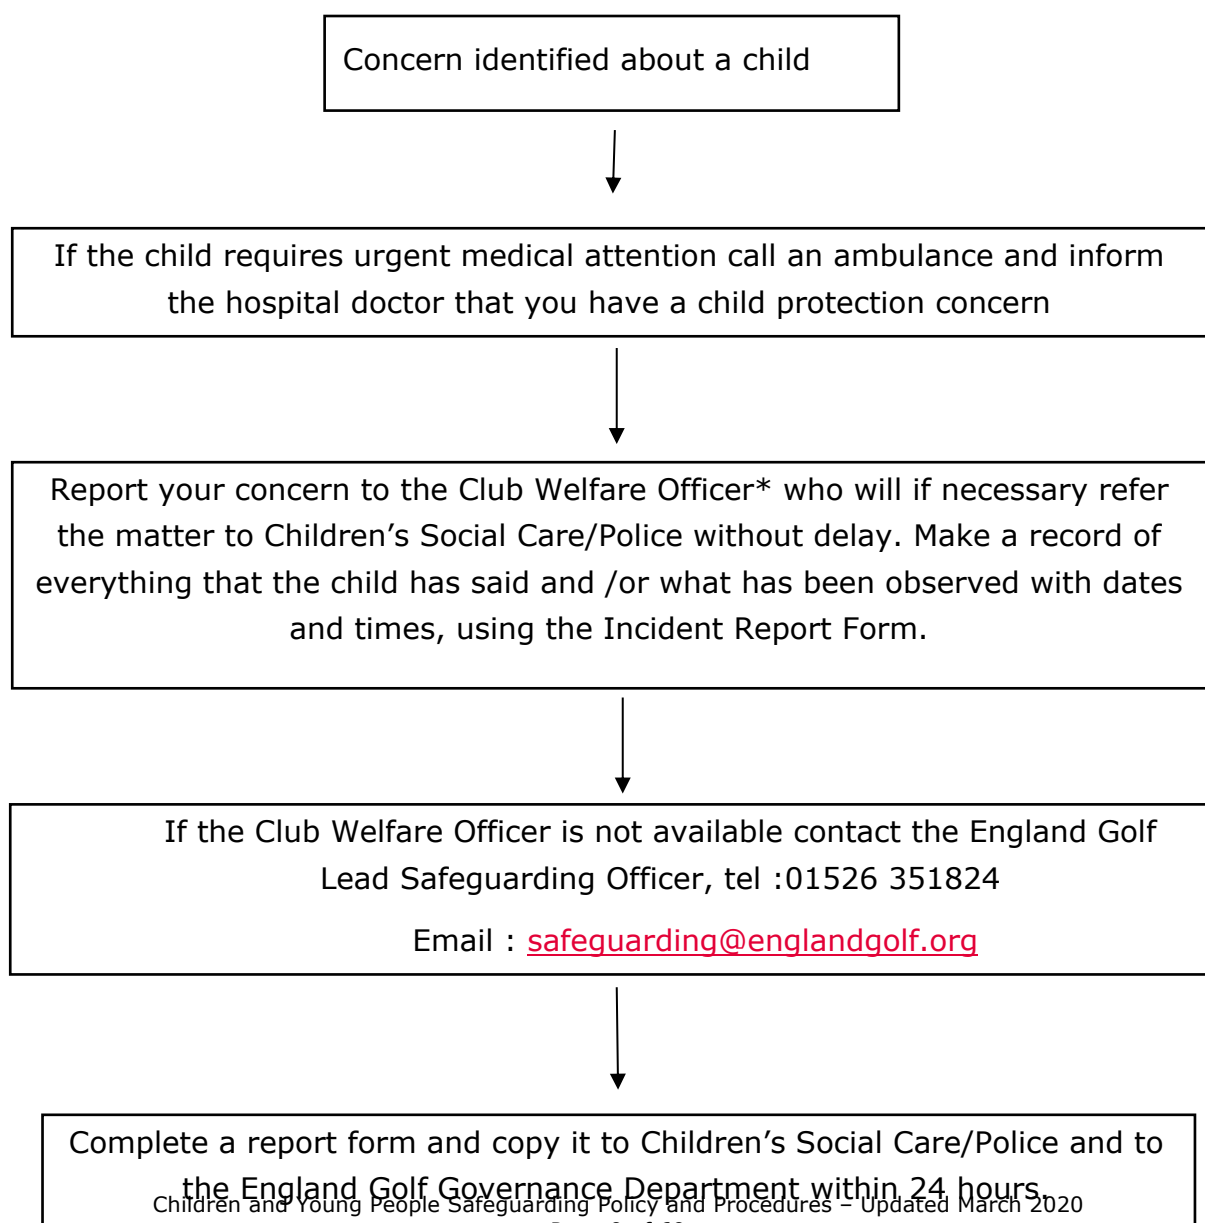 Concern identified about a child
If the child requires urgent medical attention call an ambulance and inform
the hospital doctor that you have a child protection concern
Report your concern to the Club Welfare Officer* who will if necessary refer
the matter to Children’s Social Care/Police without delay. Make a record of
everything that the child has said and /or what has been observed with dates
and times, using the Incident Report Form.
If the Club Welfare Officer is not available contact the England Golf
Lead Safeguarding Officer, tel :01526 351824
Email : safeguarding@englandgolf.org
Complete a report form and copy it to Children’s Social Care/Police and to
the England Golf Governance Department within 24 hours.
Children and Young People Safeguarding Policy and Procedures – Updated March 2020